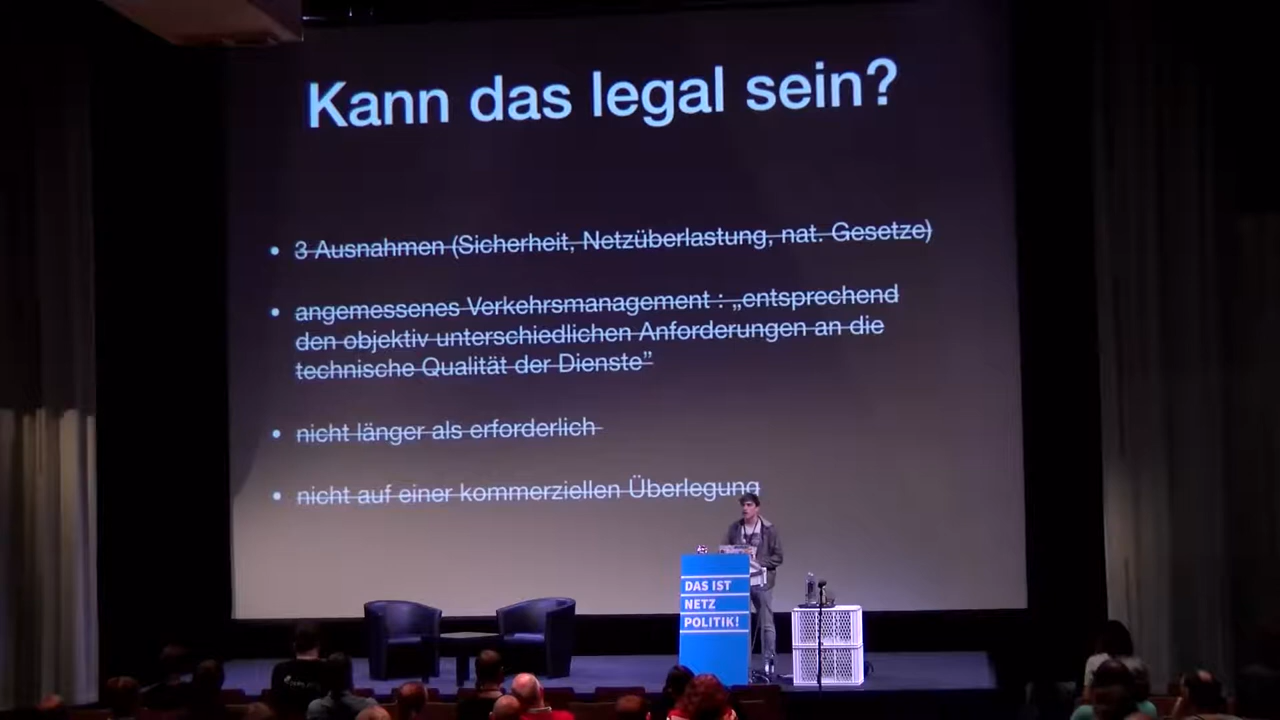 Kann das legal sein?
• 3 Ausnahmen (Sicherheit, Netzüberlastung, nat. Gesetze)
• angemessenes Verkehrsmanagement : „entsprechend
den objektiv unterschiedlichen Anforderungen an die
technische Qualität der Dienste”
• nicht länger als erforderlich
• nicht auf einer kommerziellen Überlegung
DAS IST
NETZ
POLITIK!